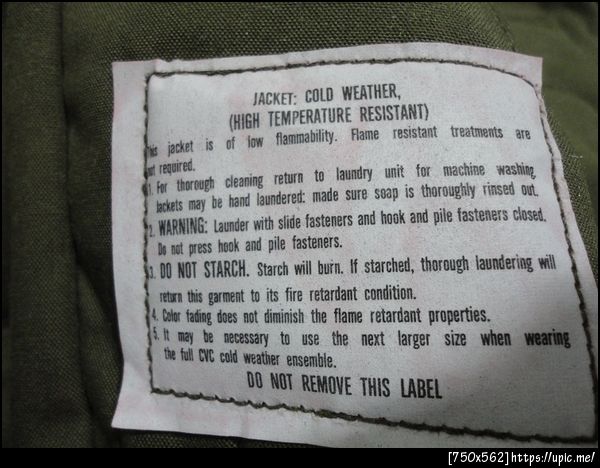 JACKET: COLD WEATHER,
(HIGH TEMPERATURE RESISTANT)
This jacket is of low flammability. Flame resistant treatments are
not required.
1. For thorough cleaning return to laundry unit for machine washing
Jackets may be hand laundered: made sure soap is thoroughly rinsed out.
2. WARNING: Launder with slide fasteners and hook and pile fasteners closed.
Do not press hook and pile fasteners.
3. DO NOT STARCH. Starch will burn. If starched, thorough laundering will
return this garment to its fire retardant condition.
4. Color fading does not diminish the flame retardant properties.
5. It may be necessary to use the next larger size when wearing
the full CVC cold weather ensemble.
DO NOT REMOVE THIS LABEL
[750x562]https://upic.me/